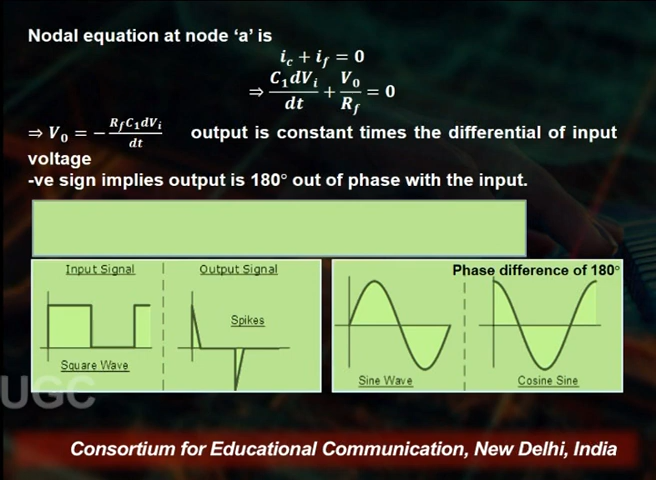 Nodal equation at node ‘a’ is
i_c + i_f = 0
⇒ C₁dVᵢ/dt + V₀/R_f = 0
⇒ V₀ = − R_f C₁dVᵢ/dt output is constant times the differential of input
voltage
-ve sign implies output is 180° out of phase with the input.
Input Signal Output Signal
Spikes
Square Wave
Phase difference of 180°
Sine Wave Cosine Sine
UGC
Consortium for Educational Communication, New Delhi, India